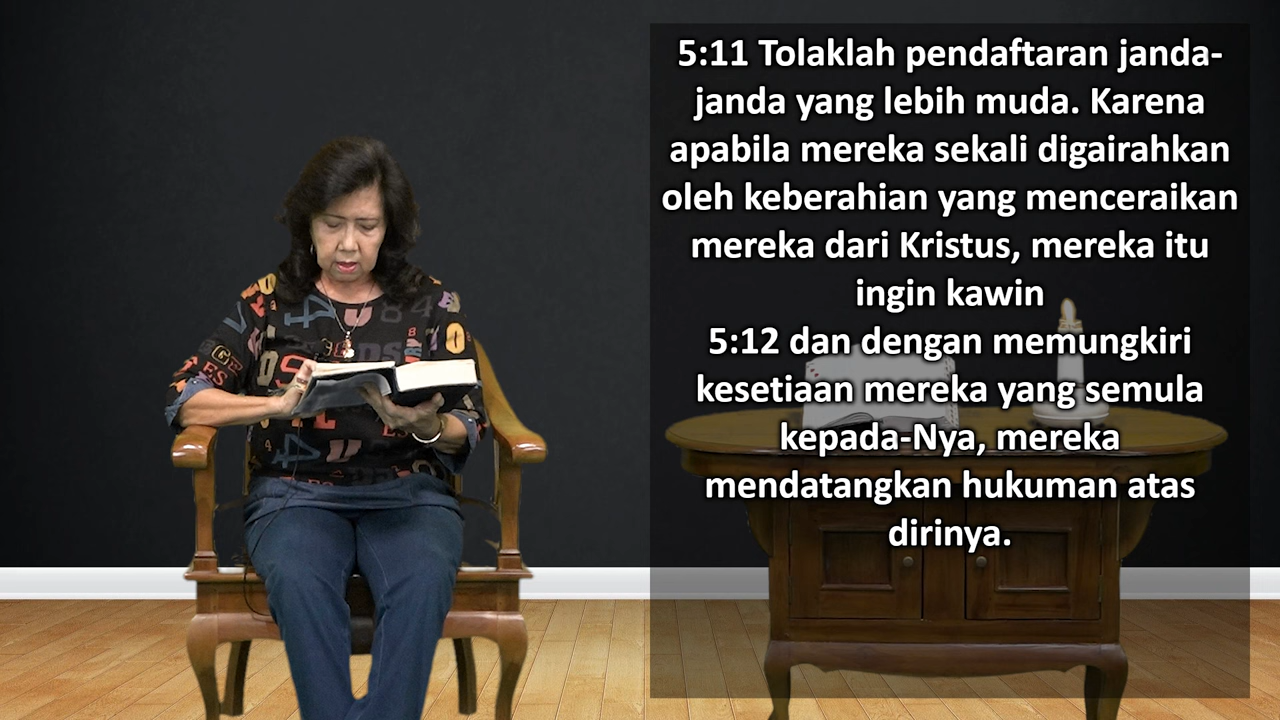 5:11 Tolaklah pendaftaran janda-
janda yang lebih muda. Karena
apabila mereka sekali digairahkan
oleh keberahian yang menceraikan
mereka dari Kristus, mereka itu
ingin kawin
5:12 dan dengan memungkiri
kesetiaan mereka yang semula
kepada-Nya, mereka
mendatangkan hukuman atas
dirinya.